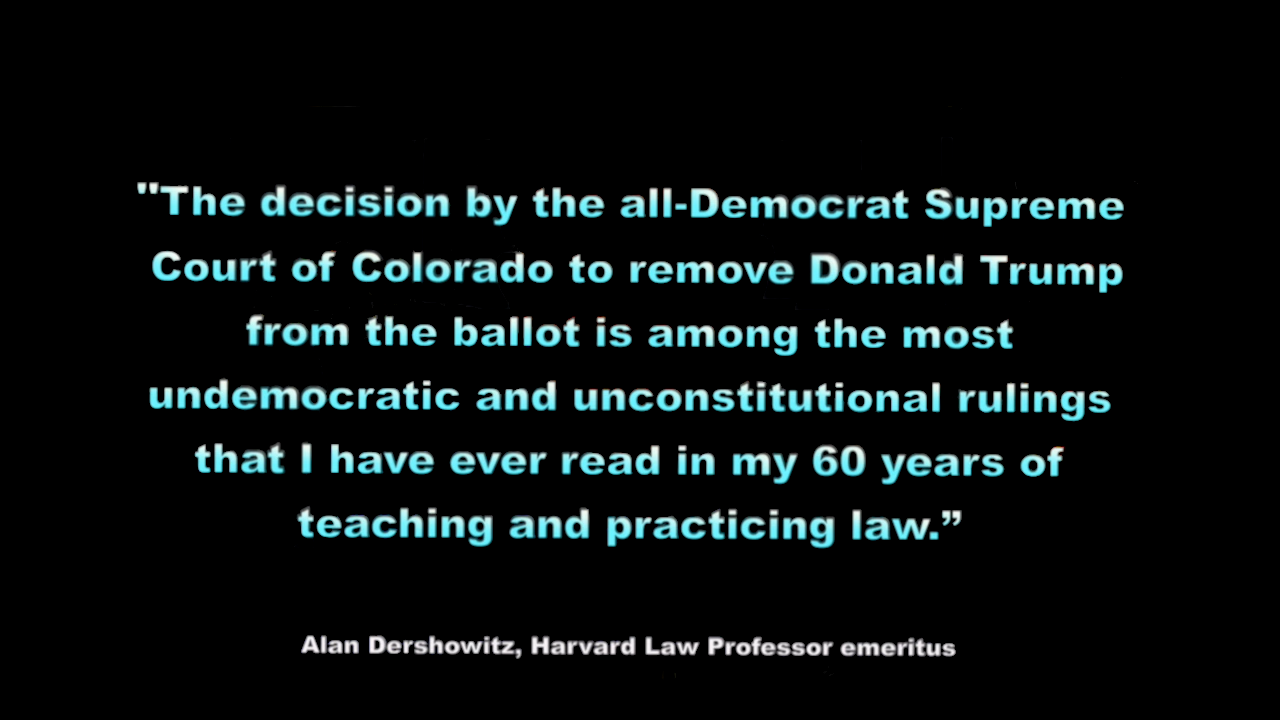 "The decision by the all-Democrat Supreme
Court of Colorado to remove Donald Trump
from the ballot is among the most
undemocratic and unconstitutional rulings
that I have ever read in my 60 years of
teaching and practicing law.”
Alan Dershowitz, Harvard Law Professor emeritus